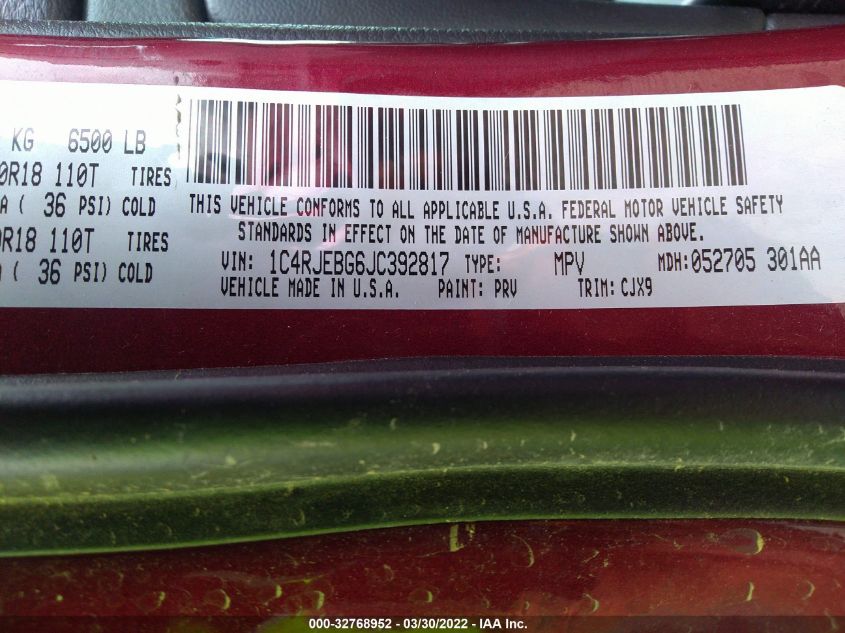 KG 6500 LB
0R18 110T TIRES
A ( 36 PSI) COLD
0R18 110T TIRES
A ( 36 PSI) COLD
THIS VEHICLE CONFORMS TO ALL APPLICABLE U.S.A. FEDERAL MOTOR VEHICLE SAFETY
STANDARDS IN EFFECT ON THE DATE OF MANUFACTURE SHOWN ABOVE.
VIN: 1C4RJEBG6JC392817 TYPE: MPV MDH: 052705 301AA
VEHICLE MADE IN U.S.A. PAINT: PRV TRIM: CJX9
000-32768952 — 03/30/2022 — IAA Inc.